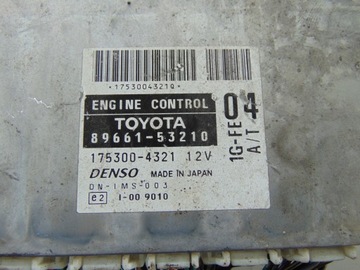 *1753004321Q*
ENGINE CONTROL
TOYOTA
89661-53210
04
1G-FE
A/T
175300-4321 12V
DENSO MADE IN JAPAN
DN-1MS-003
e2 1-00 9010